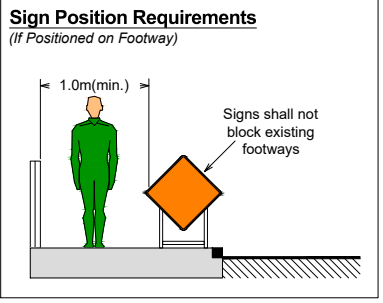 Sign Position Requirements
(If Positioned on Footway)
1.0m(min.)
Signs shall not
block existing
footways